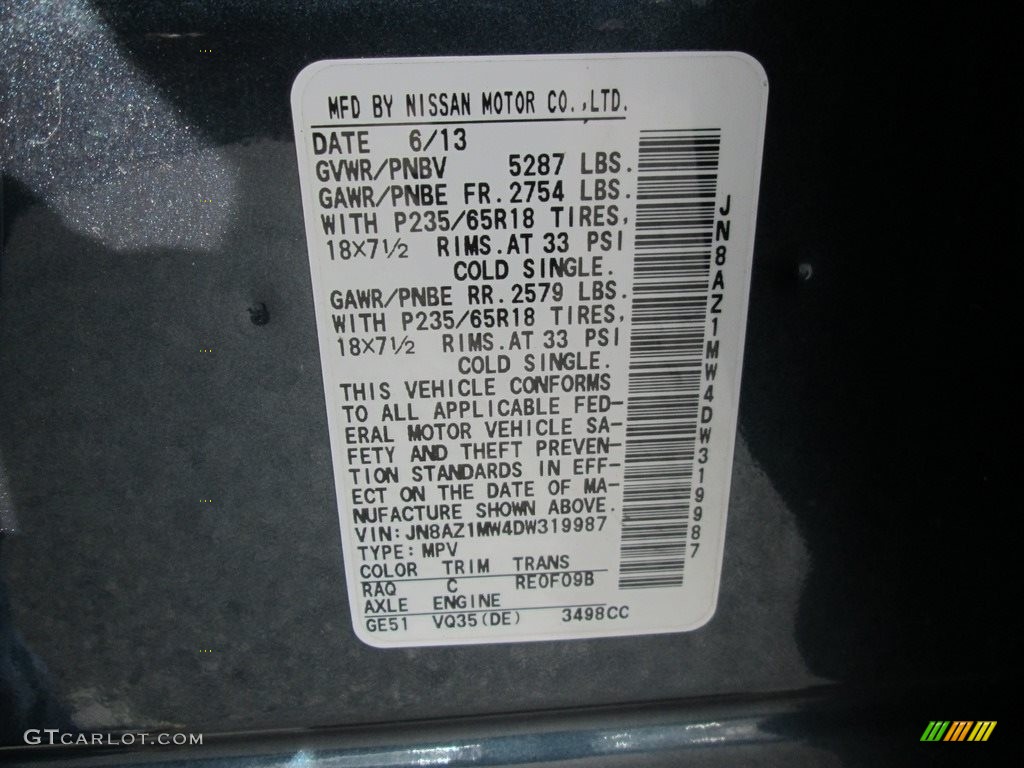 MFD BY NISSAN MOTOR CO.,LTD.
DATE 6/13
GVWR/PNBV 5287 LBS.
GAWR/PNBE FR. 2754 LBS.
WITH P235/65R18 TIRES,
18×7½ RIMS. AT 33 PSI
COLD SINGLE.
GAWR/PNBE RR. 2579 LBS.
WITH P235/65R18 TIRES,
18×7½ RIMS. AT 33 PSI
COLD SINGLE.
THIS VEHICLE CONFORMS
TO ALL APPLICABLE FED-
ERAL MOTOR VEHICLE SA-
FETY AND THEFT PREVEN-
TION STANDARDS IN EFF-
ECT ON THE DATE OF MA-
NUFACTURE SHOWN ABOVE.
VIN: JN8AZ1MW4DW319987
TYPE: MPV
COLOR TRIM TRANS
RAQ C RE0F09B
AXLE ENGINE
GE51 VQ35(DE) 3498CC
JN8AZ1MW4DW319987
GTCARLOT.COM